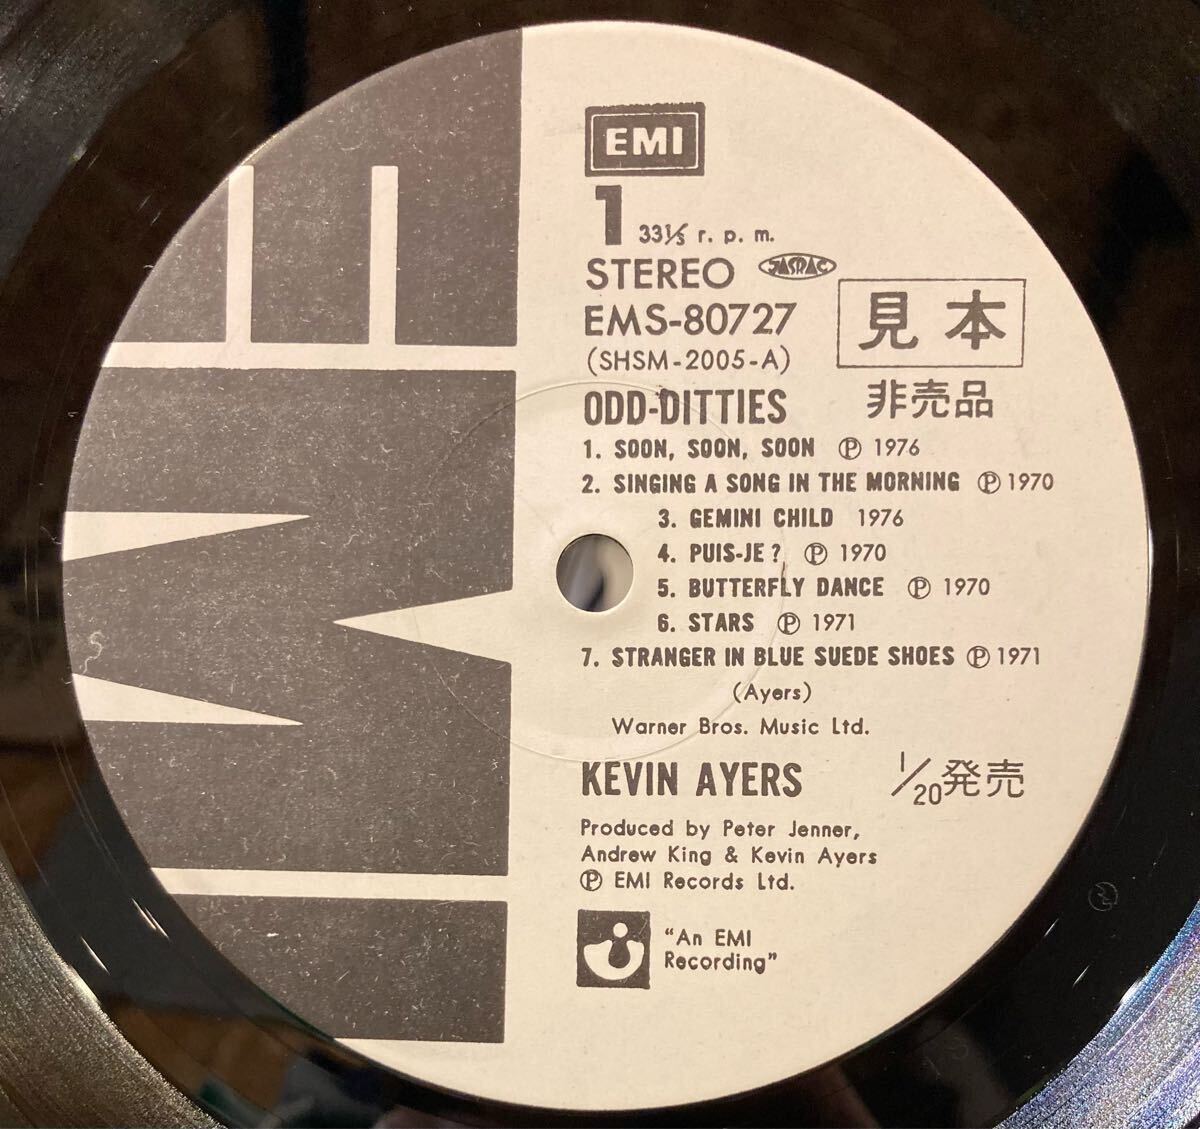 EMI
1 33⅓ r. p. m.
STEREO JASRAC
EMS-80727
(SHSM-2005-A)
見本
非売品
ODD-DITTIES
1. SOON, SOON, SOON Ⓟ 1976
2. SINGING A SONG IN THE MORNING Ⓟ 1970
3. GEMINI CHILD 1976
4. PUIS-JE ? Ⓟ 1970
5. BUTTERFLY DANCE Ⓟ 1970
6. STARS Ⓟ 1971
7. STRANGER IN BLUE SUEDE SHOES Ⓟ 1971
(Ayers)
Warner Bros. Music Ltd.
KEVIN AYERS
1/20発売
Produced by Peter Jenner,
Andrew King & Kevin Ayers
Ⓟ EMI Records Ltd.
"An EMI
Recording"